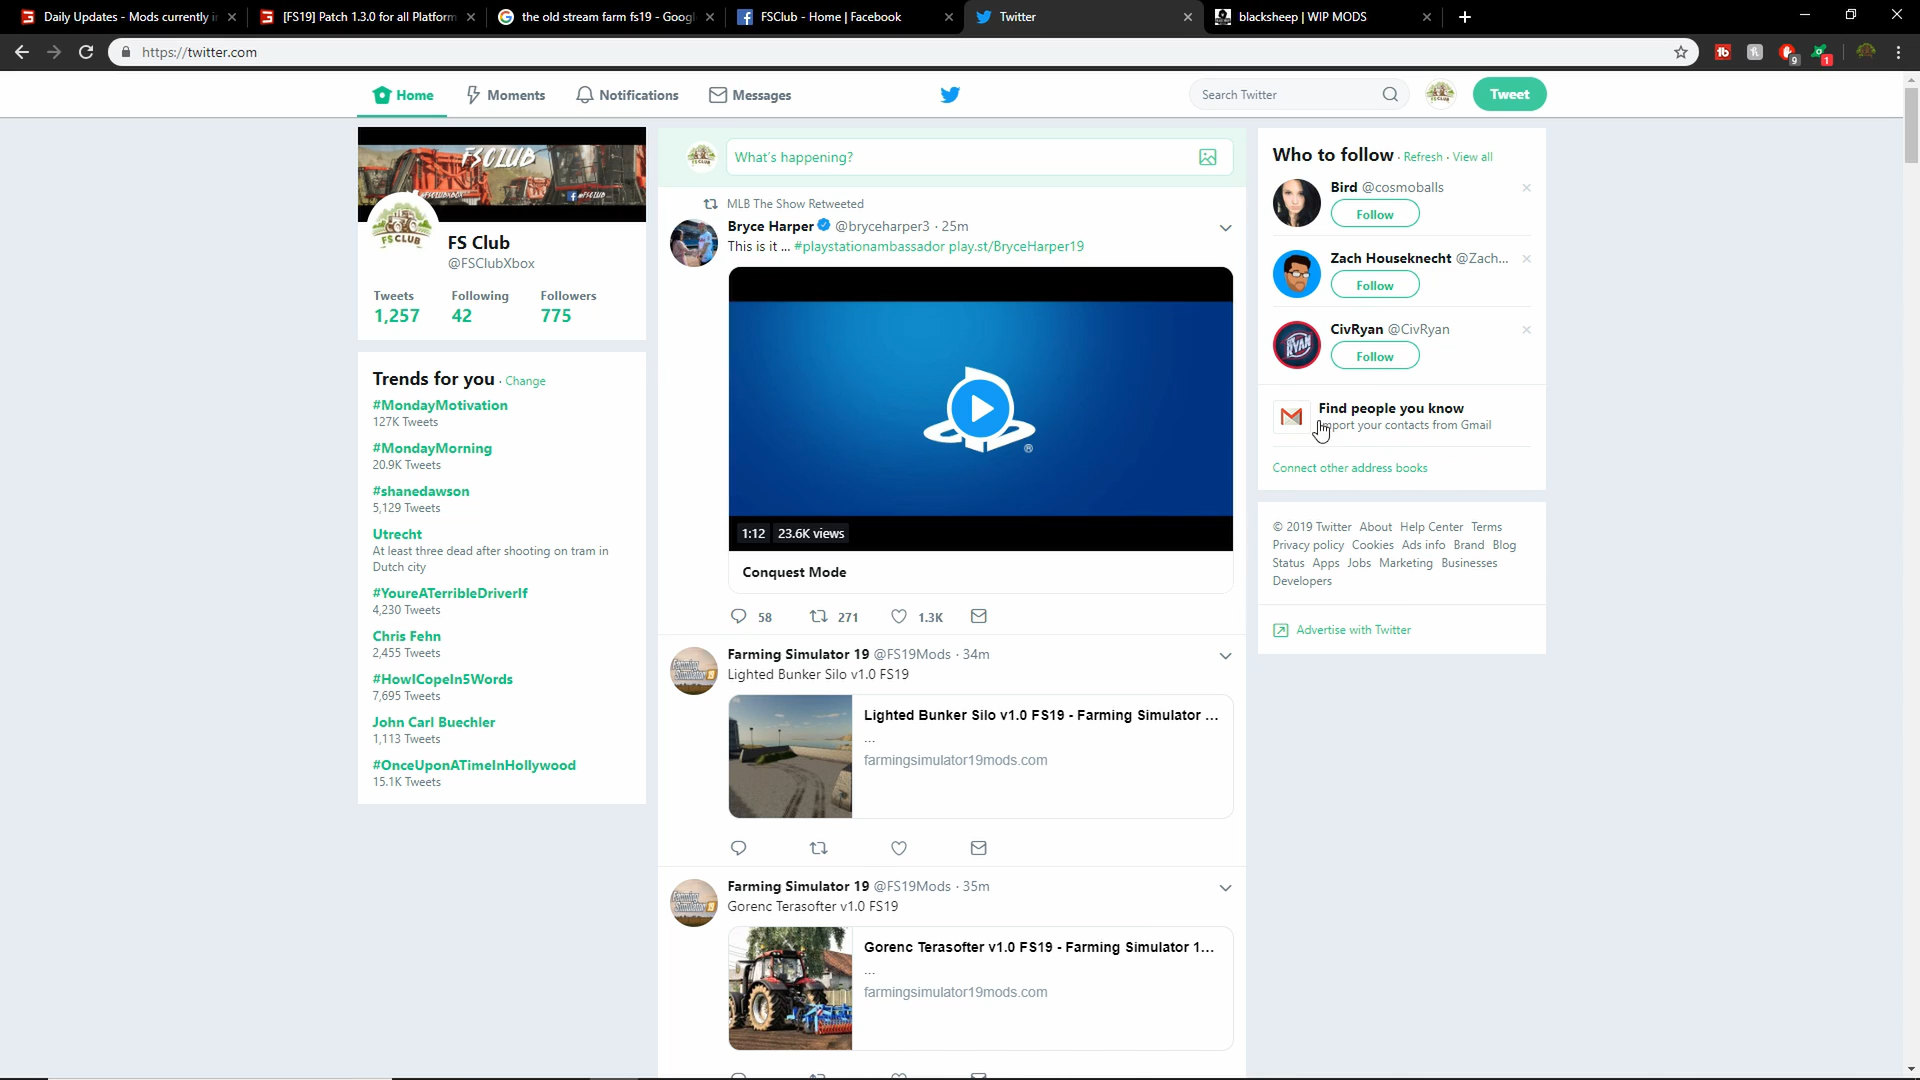 Daily Updates - Mods currently in
[FS19] Patch 1.3.0 for all Platform
the old stream farm fs19 - Googl
FSClub - Home | Facebook
Twitter
blacksheep | WIP MODS
https://twitter.com
9
1
Home
Moments
Notifications
Messages
Search Twitter
Tweet
FSCLUB
FS CLUB
FS Club
@FSClubXbox
Tweets Following Followers
1,257 42 775
Trends for you · Change
#MondayMotivation
127K Tweets
#MondayMorning
20.9K Tweets
#shanedawson
5,129 Tweets
Utrecht
At least three dead after shooting on tram in
Dutch city
#YoureATerribleDriverIf
4,230 Tweets
Chris Fehn
2,455 Tweets
#HowICopeIn5Words
7,695 Tweets
John Carl Buechler
1,113 Tweets
#OnceUponATimeInHollywood
15.1K Tweets
What's happening?
MLB The Show Retweeted
Bryce Harper @bryceharper3 · 25m
This is it ... #playstationambassador play.st/BryceHarper19
1:12 23.6K views
Conquest Mode
58 271 1.3K
Farming Simulator 19 @FS19Mods · 34m
Lighted Bunker Silo v1.0 FS19
Lighted Bunker Silo v1.0 FS19 - Farming Simulator ...
...
farmingsimulator19mods.com
Farming Simulator 19 @FS19Mods · 35m
Gorenc Terasofter v1.0 FS19
Gorenc Terasofter v1.0 FS19 - Farming Simulator 1...
...
farmingsimulator19mods.com
Who to follow · Refresh · View all
Bird @cosmoballs
Follow
Zach Houseknecht @Zach...
Follow
CivRyan @CivRyan
RYAN
Follow
Find people you know
Import your contacts from Gmail
Connect other address books
© 2019 Twitter About Help Center Terms
Privacy policy Cookies Ads info Brand Blog
Status Apps Jobs Marketing Businesses
Developers
Advertise with Twitter